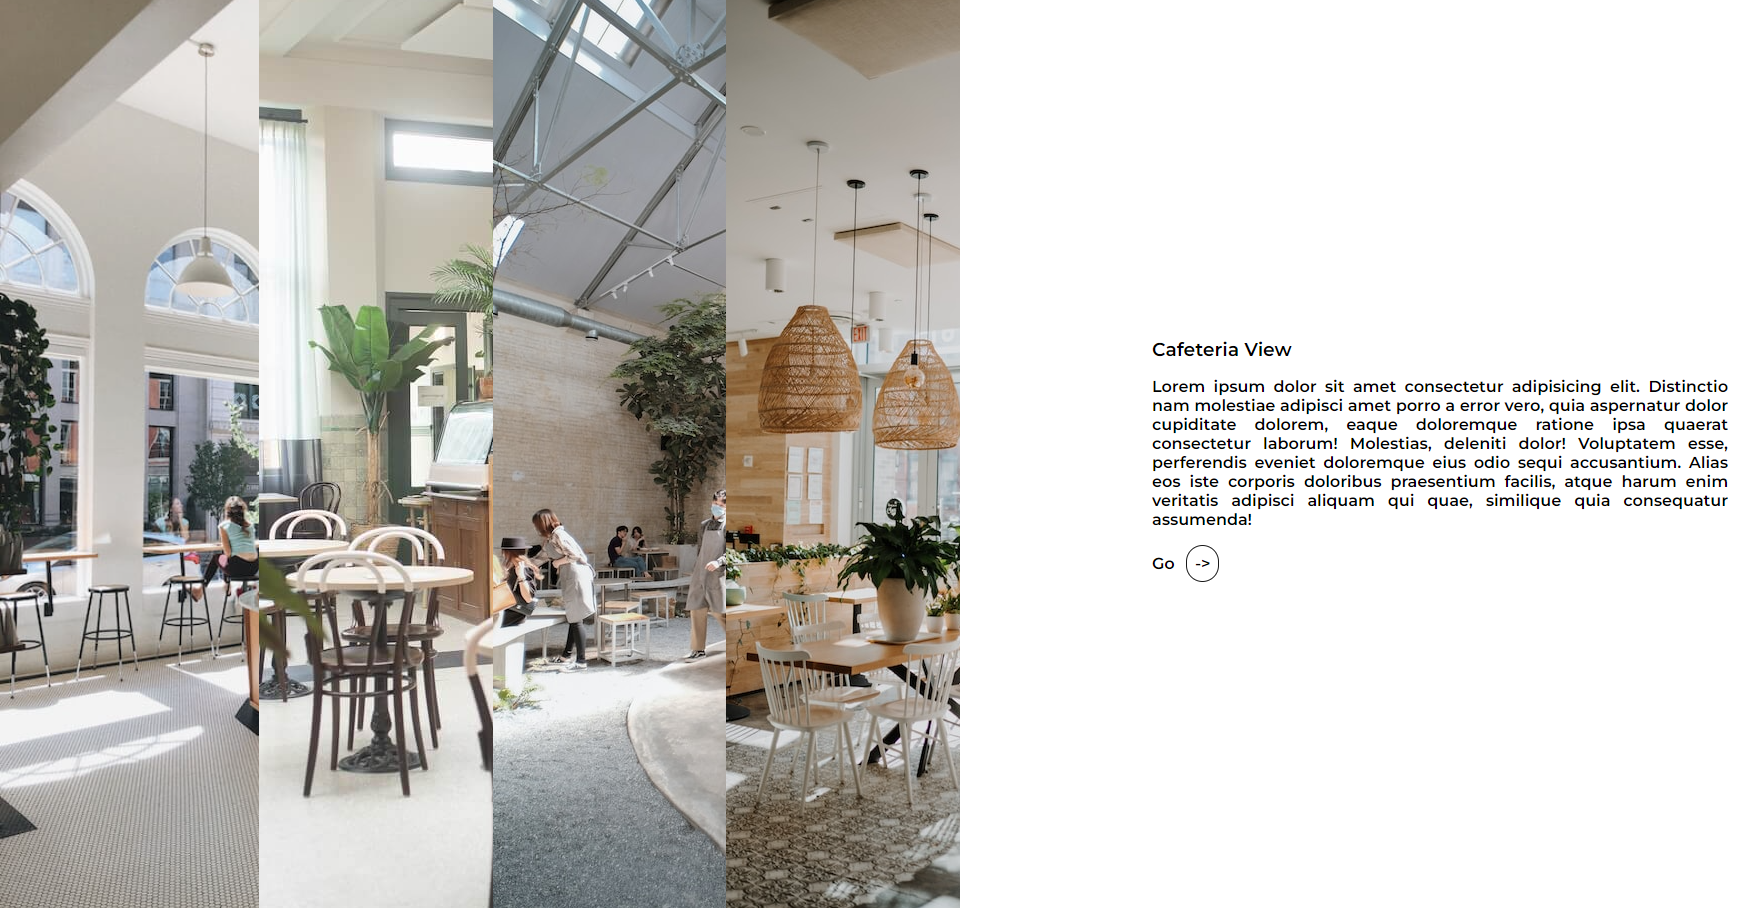 Cafeteria View
Lorem ipsum dolor sit amet consectetur adipisicing elit. Distinctio
nam molestiae adipisci amet porro a error vero, quia aspernatur dolor
cupiditate dolorem, eaque doloremque ratione ipsa quaerat
consectetur laborum! Molestias, deleniti dolor! Voluptatem esse,
perferendis eveniet doloremque eius odio sequi accusantium. Alias
eos iste corporis doloribus praesentium facilis, atque harum enim
veritatis adipisci aliquam qui quae, similique quia consequatur
assumenda!
Go ->